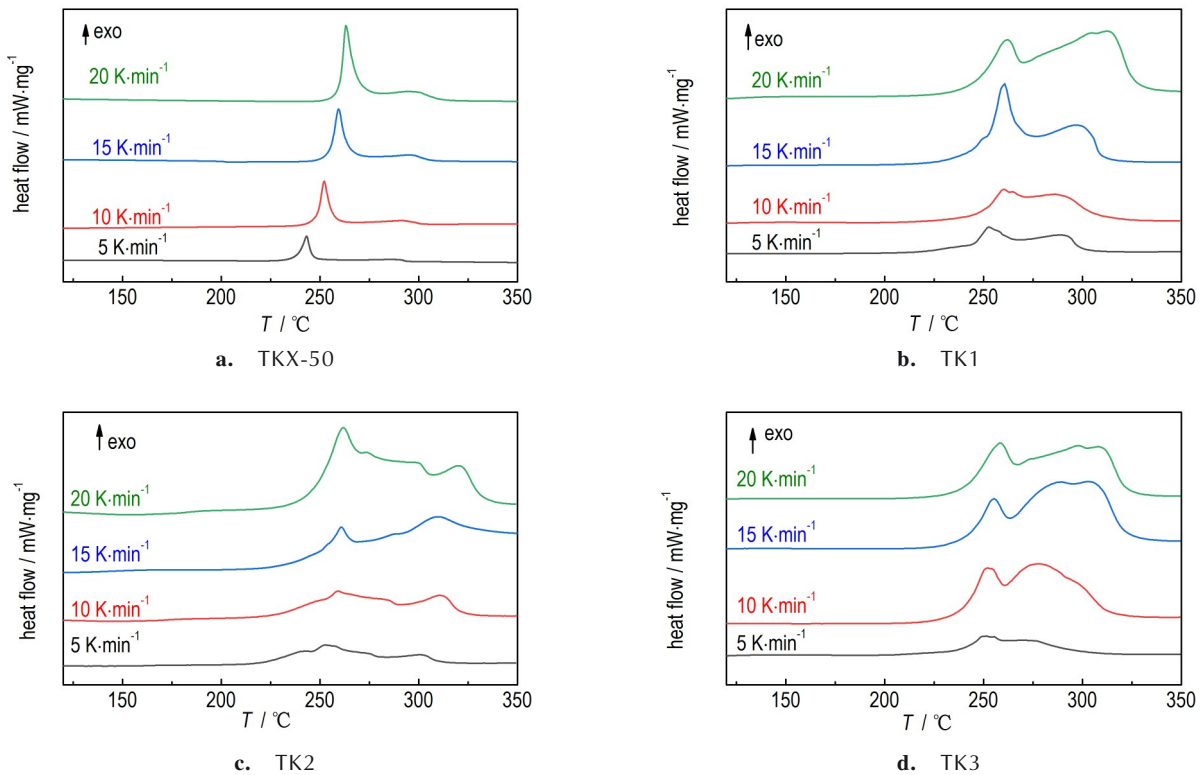 exo
20 K·min⁻¹
15 K·min⁻¹
10 K·min⁻¹
5 K·min⁻¹
heat flow / mW·mg⁻¹
150 200 250 300 350
T / ℃
a. TKX-50
exo
20 K·min⁻¹
15 K·min⁻¹
10 K·min⁻¹
5 K·min⁻¹
heat flow / mW·mg⁻¹
150 200 250 300 350
T / ℃
b. TK1
exo
20 K·min⁻¹
15 K·min⁻¹
10 K·min⁻¹
5 K·min⁻¹
heat flow / mW·mg⁻¹
150 200 250 300 350
T / ℃
c. TK2
exo
20 K·min⁻¹
15 K·min⁻¹
10 K·min⁻¹
5 K·min⁻¹
heat flow / mW·mg⁻¹
150 200 250 300 350
T / ℃
d. TK3